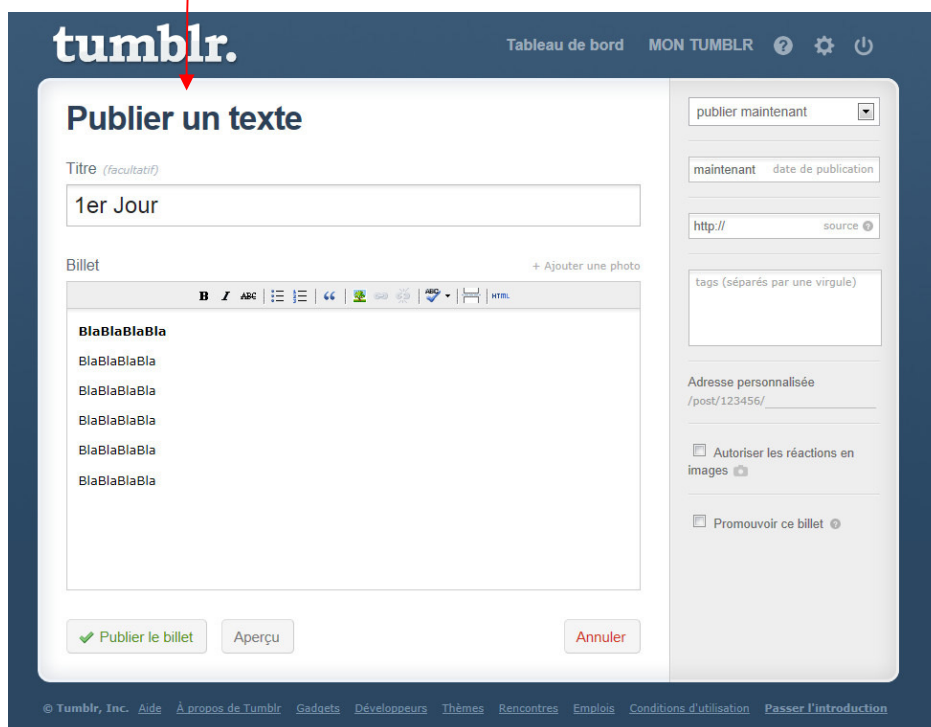 tumblr.
Tableau de bord MON TUMBLR ?
Publier un texte
Titre (facultatif)
1er Jour
Billet + Ajouter une photo
B I ABC “ ABC HTML
BlaBlaBlaBla
BlaBlaBlaBla
BlaBlaBlaBla
BlaBlaBlaBla
BlaBlaBlaBla
BlaBlaBlaBla
Publier le billet Aperçu Annuler
publier maintenant
maintenant date de publication
http:// source ?
tags (séparés par une virgule)
Adresse personnalisée
/post/123456/
Autoriser les réactions en
images
Promouvoir ce billet ?
© Tumblr, Inc. Aide À propos de Tumblr Gadgets Développeurs Thèmes Rencontres Emplois Conditions d'utilisation Passer l'introduction